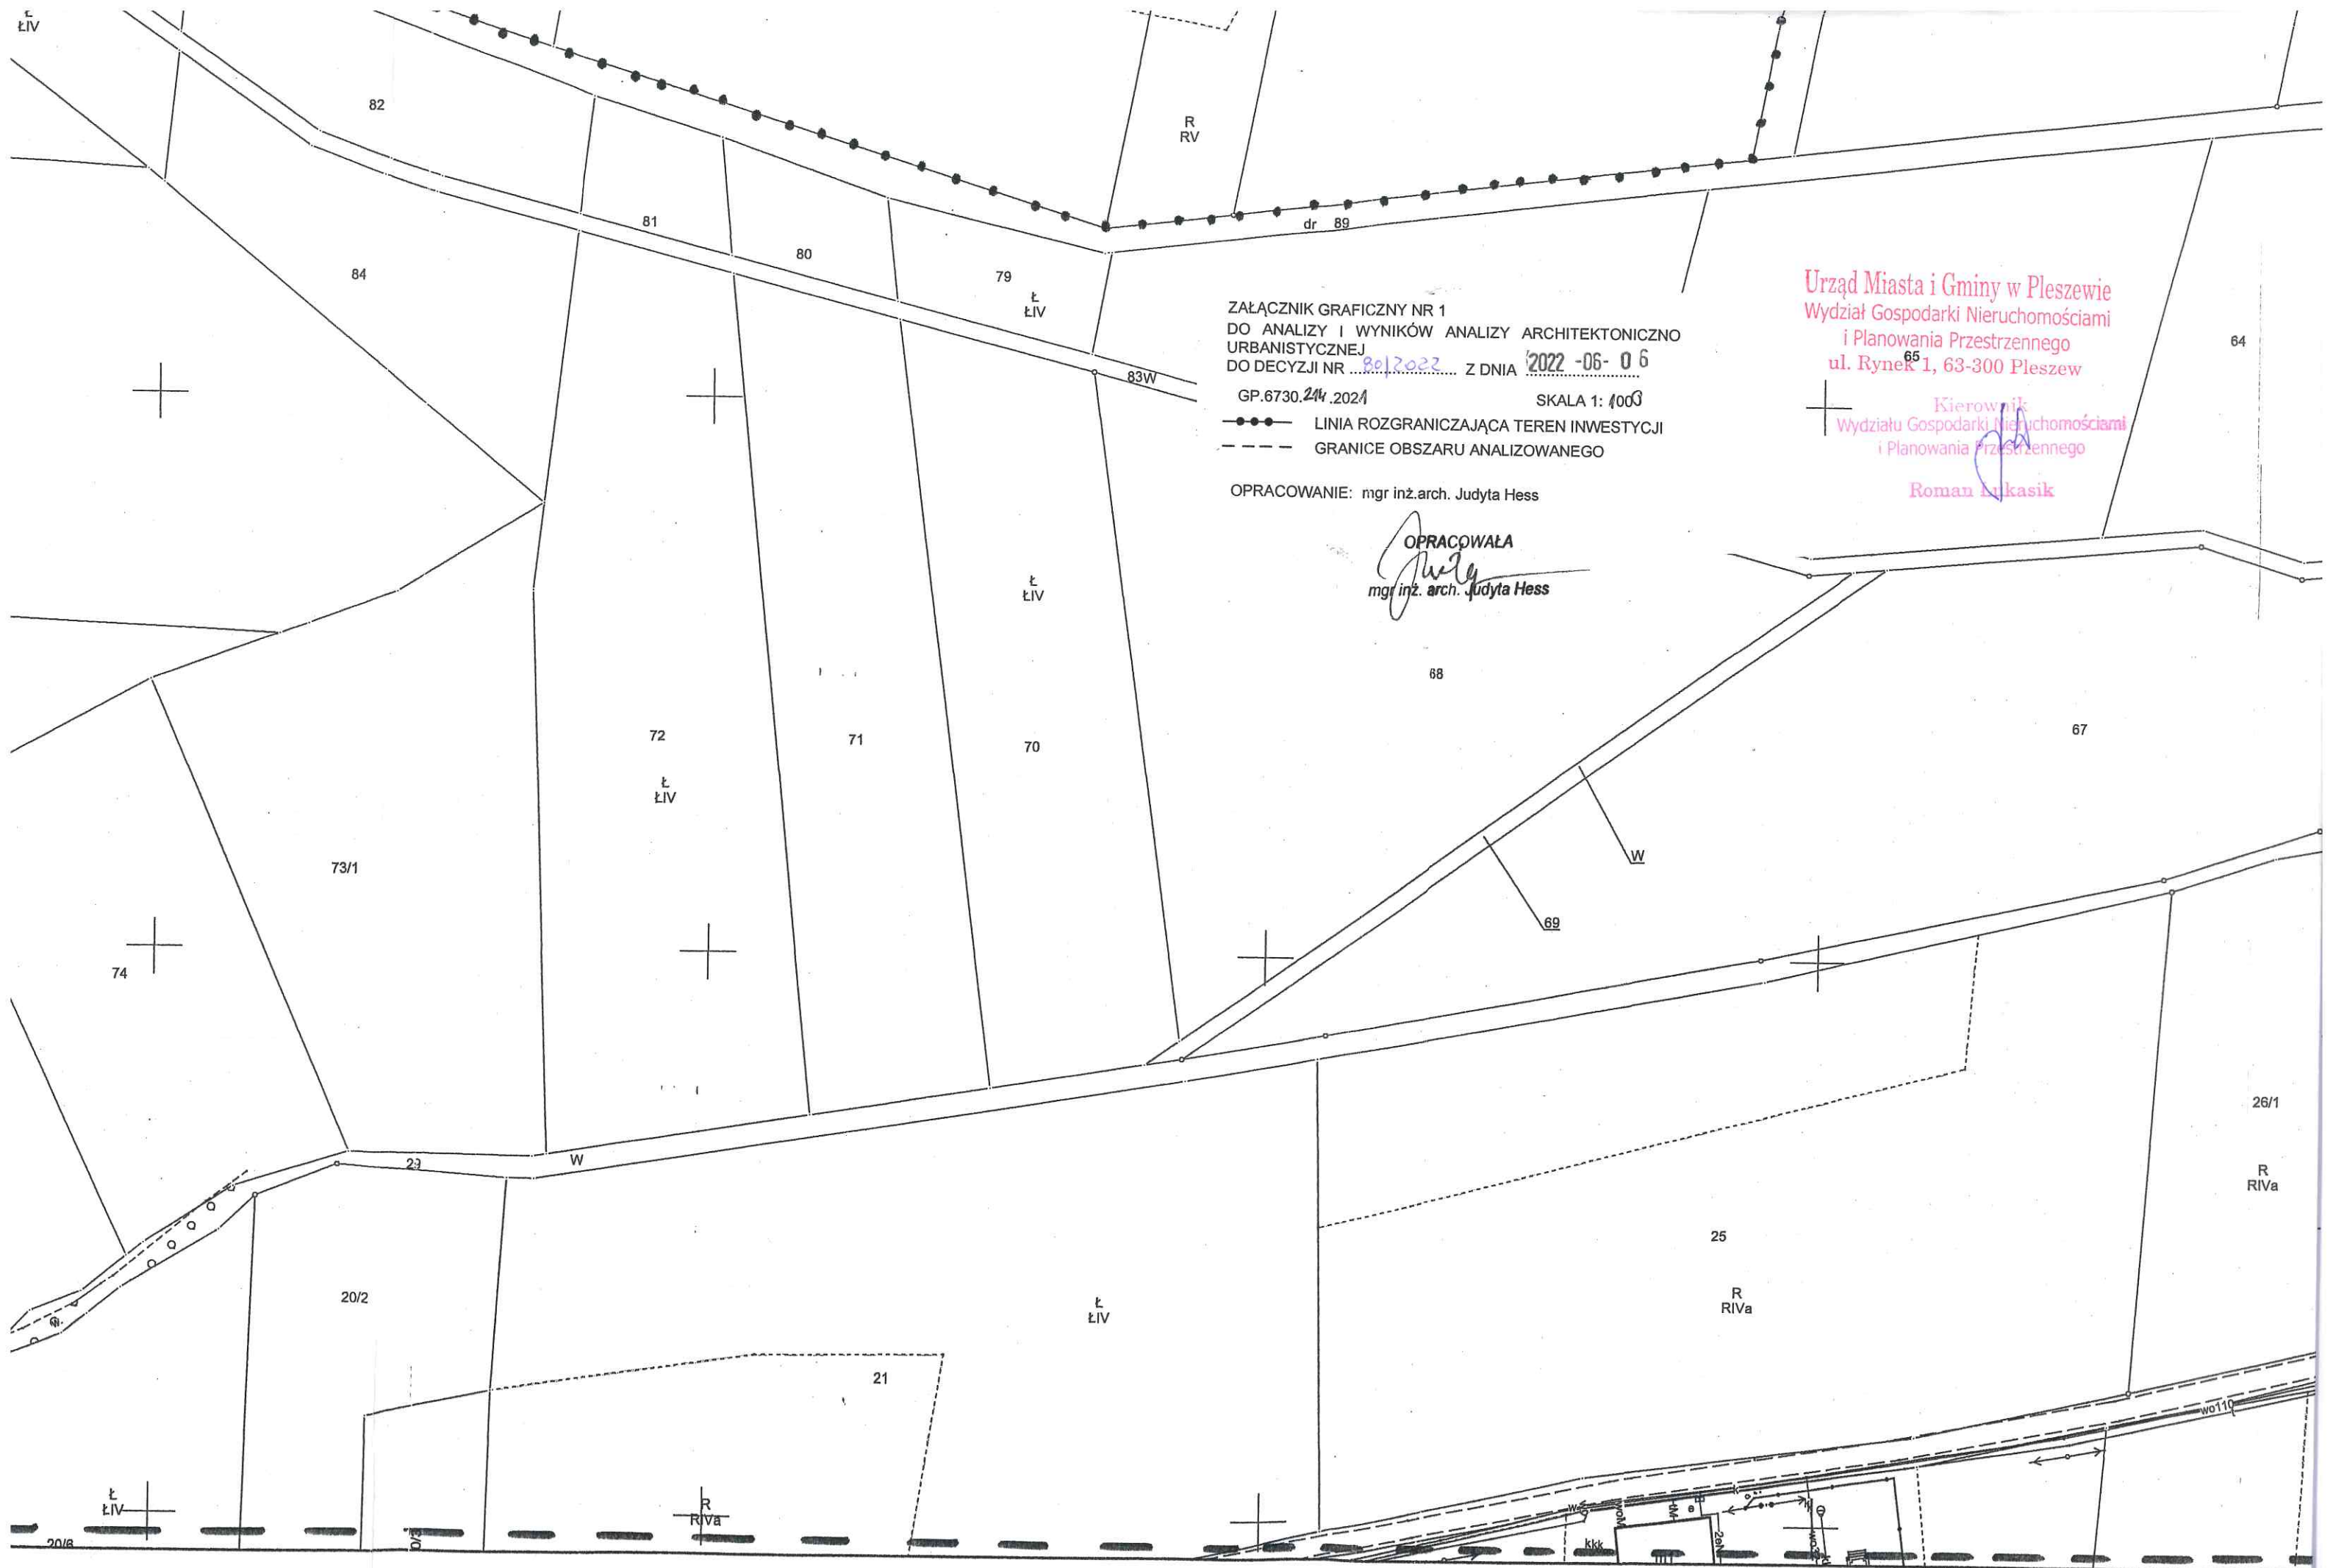 Ł
ŁIV
82
R
RV
81
dr 89
80
84
79
Ł
ŁIV
83W
ZAŁĄCZNIK GRAFICZNY NR 1
DO ANALIZY I WYNIKÓW ANALIZY ARCHITEKTONICZNO
URBANISTYCZNEJ
DO DECYZJI NR 80/2022 Z DNIA 2022 -06- 06
GP.6730.214.2021 SKALA 1: 1000
LINIA ROZGRANICZAJĄCA TEREN INWESTYCJI
GRANICE OBSZARU ANALIZOWANEGO
OPRACOWANIE: mgr inż.arch. Judyta Hess
OPRACOWAŁA
mgr inż. arch. Judyta Hess
Urząd Miasta i Gminy w Pleszewie
Wydział Gospodarki Nieruchomościami
i Planowania Przestrzennego
65
ul. Rynek 1, 63-300 Pleszew
Kierownik
Wydziału Gospodarki Nieruchomościami
i Planowania Przestrzennego
Roman Łukasik
64
Ł
ŁIV
68
67
72
71
70
Ł
ŁIV
73/1
W
69
74
26/1
29
W
R
RIVa
25
20/2
Ł
ŁIV
R
RIVa
21
w
wo110
Ł
ŁIV
R
RIVa
20/6
kkk
w
k
e